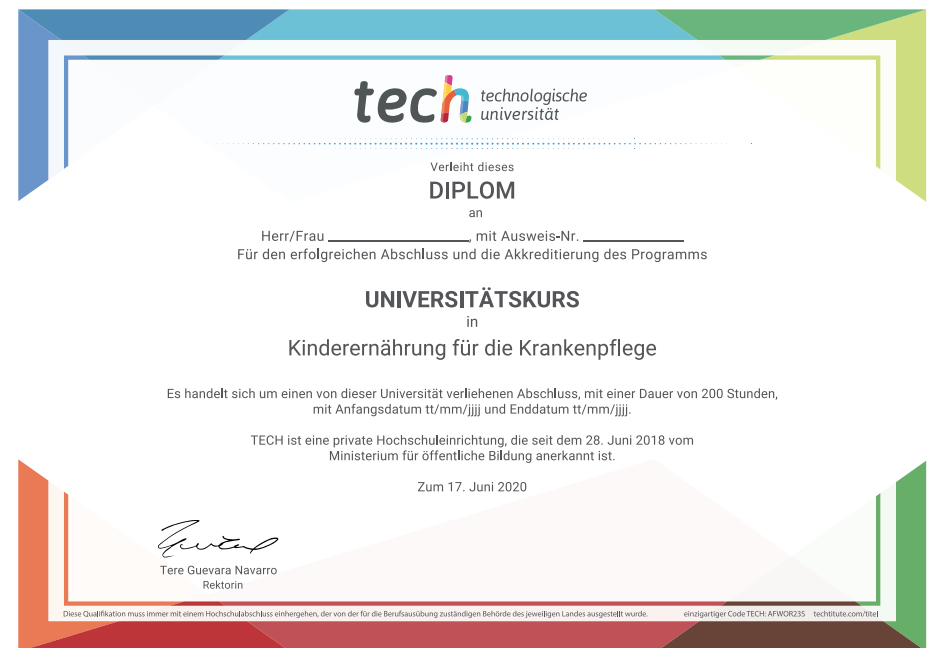 tech technologische
universität
Verleiht dieses
DIPLOM
an
Herr/Frau ____________________, mit Ausweis-Nr. ______________
Für den erfolgreichen Abschluss und die Akkreditierung des Programms
UNIVERSITÄTSKURS
in
Kinderernährung für die Krankenpflege
Es handelt sich um einen von dieser Universität verliehenen Abschluss, mit einer Dauer von 200 Stunden,
mit Anfangsdatum tt/mm/jjjj und Enddatum tt/mm/jjjj.
TECH ist eine private Hochschuleinrichtung, die seit dem 28. Juni 2018 vom
Ministerium für öffentliche Bildung anerkannt ist.
Zum 17. Juni 2020
Tere Guevara Navarro
Rektorin
Diese Qualifikation muss immer mit einem Hochschulabschluss einhergehen, der von der für die Berufsausübung zuständigen Behörde des jeweiligen Landes ausgestellt wurde. einzigartiger Code TECH: AFWOR23S techtitute.com/titel